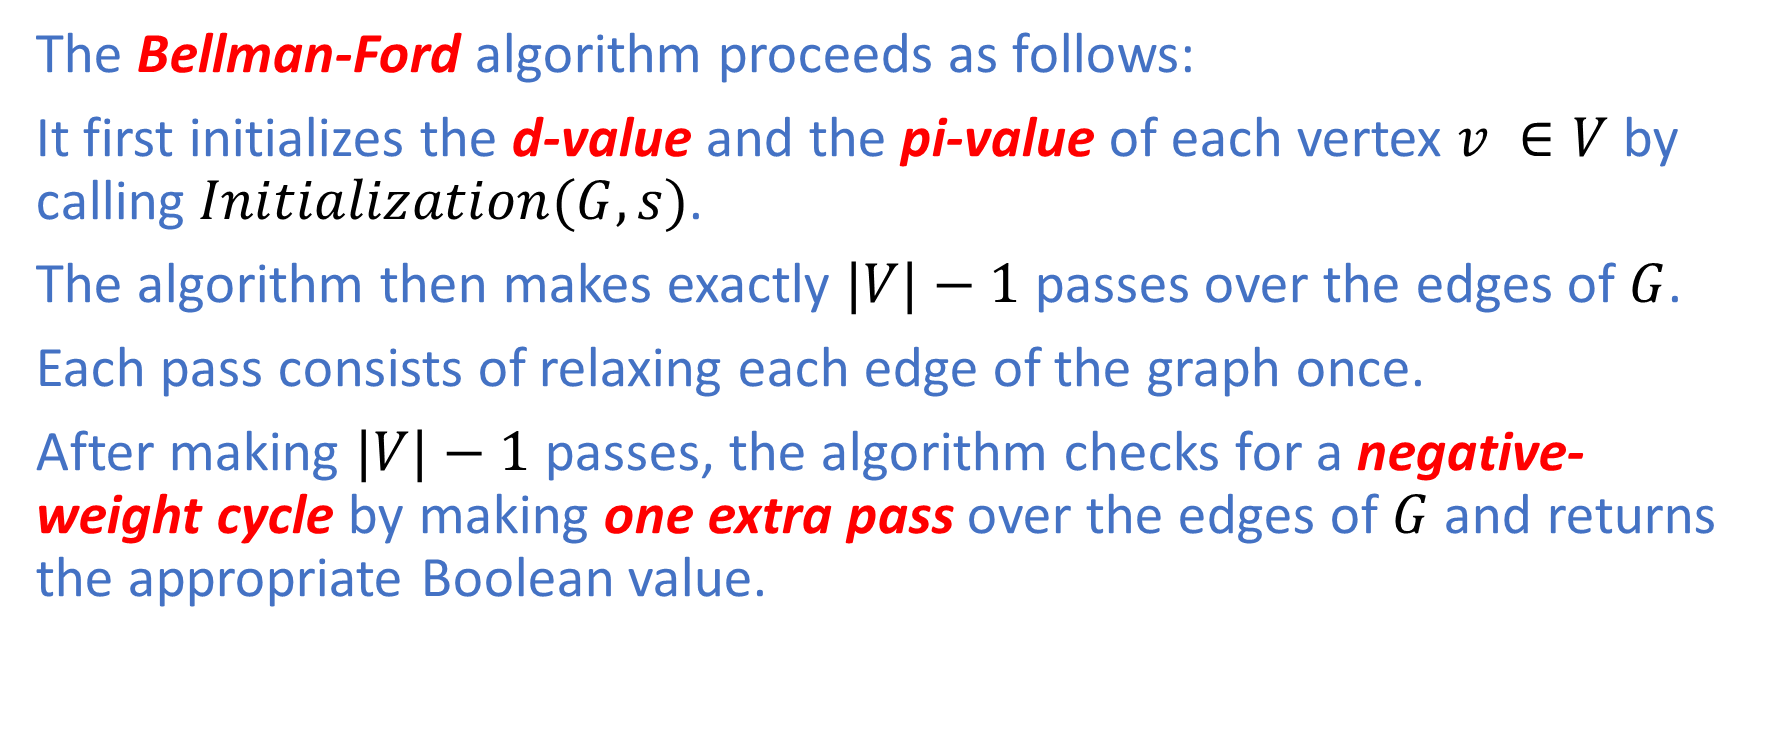 The Bellman-Ford algorithm proceeds as follows:
It first initializes the d-value and the pi-value of each vertex 𝑣 ∈ 𝑉 by
calling 𝐼𝑛𝑖𝑡𝑖𝑎𝑙𝑖𝑧𝑎𝑡𝑖𝑜𝑛(𝐺, 𝑠).
The algorithm then makes exactly |𝑉| − 1 passes over the edges of 𝐺.
Each pass consists of relaxing each edge of the graph once.
After making |𝑉| − 1 passes, the algorithm checks for a negative-
weight cycle by making one extra pass over the edges of 𝐺 and returns
the appropriate Boolean value.